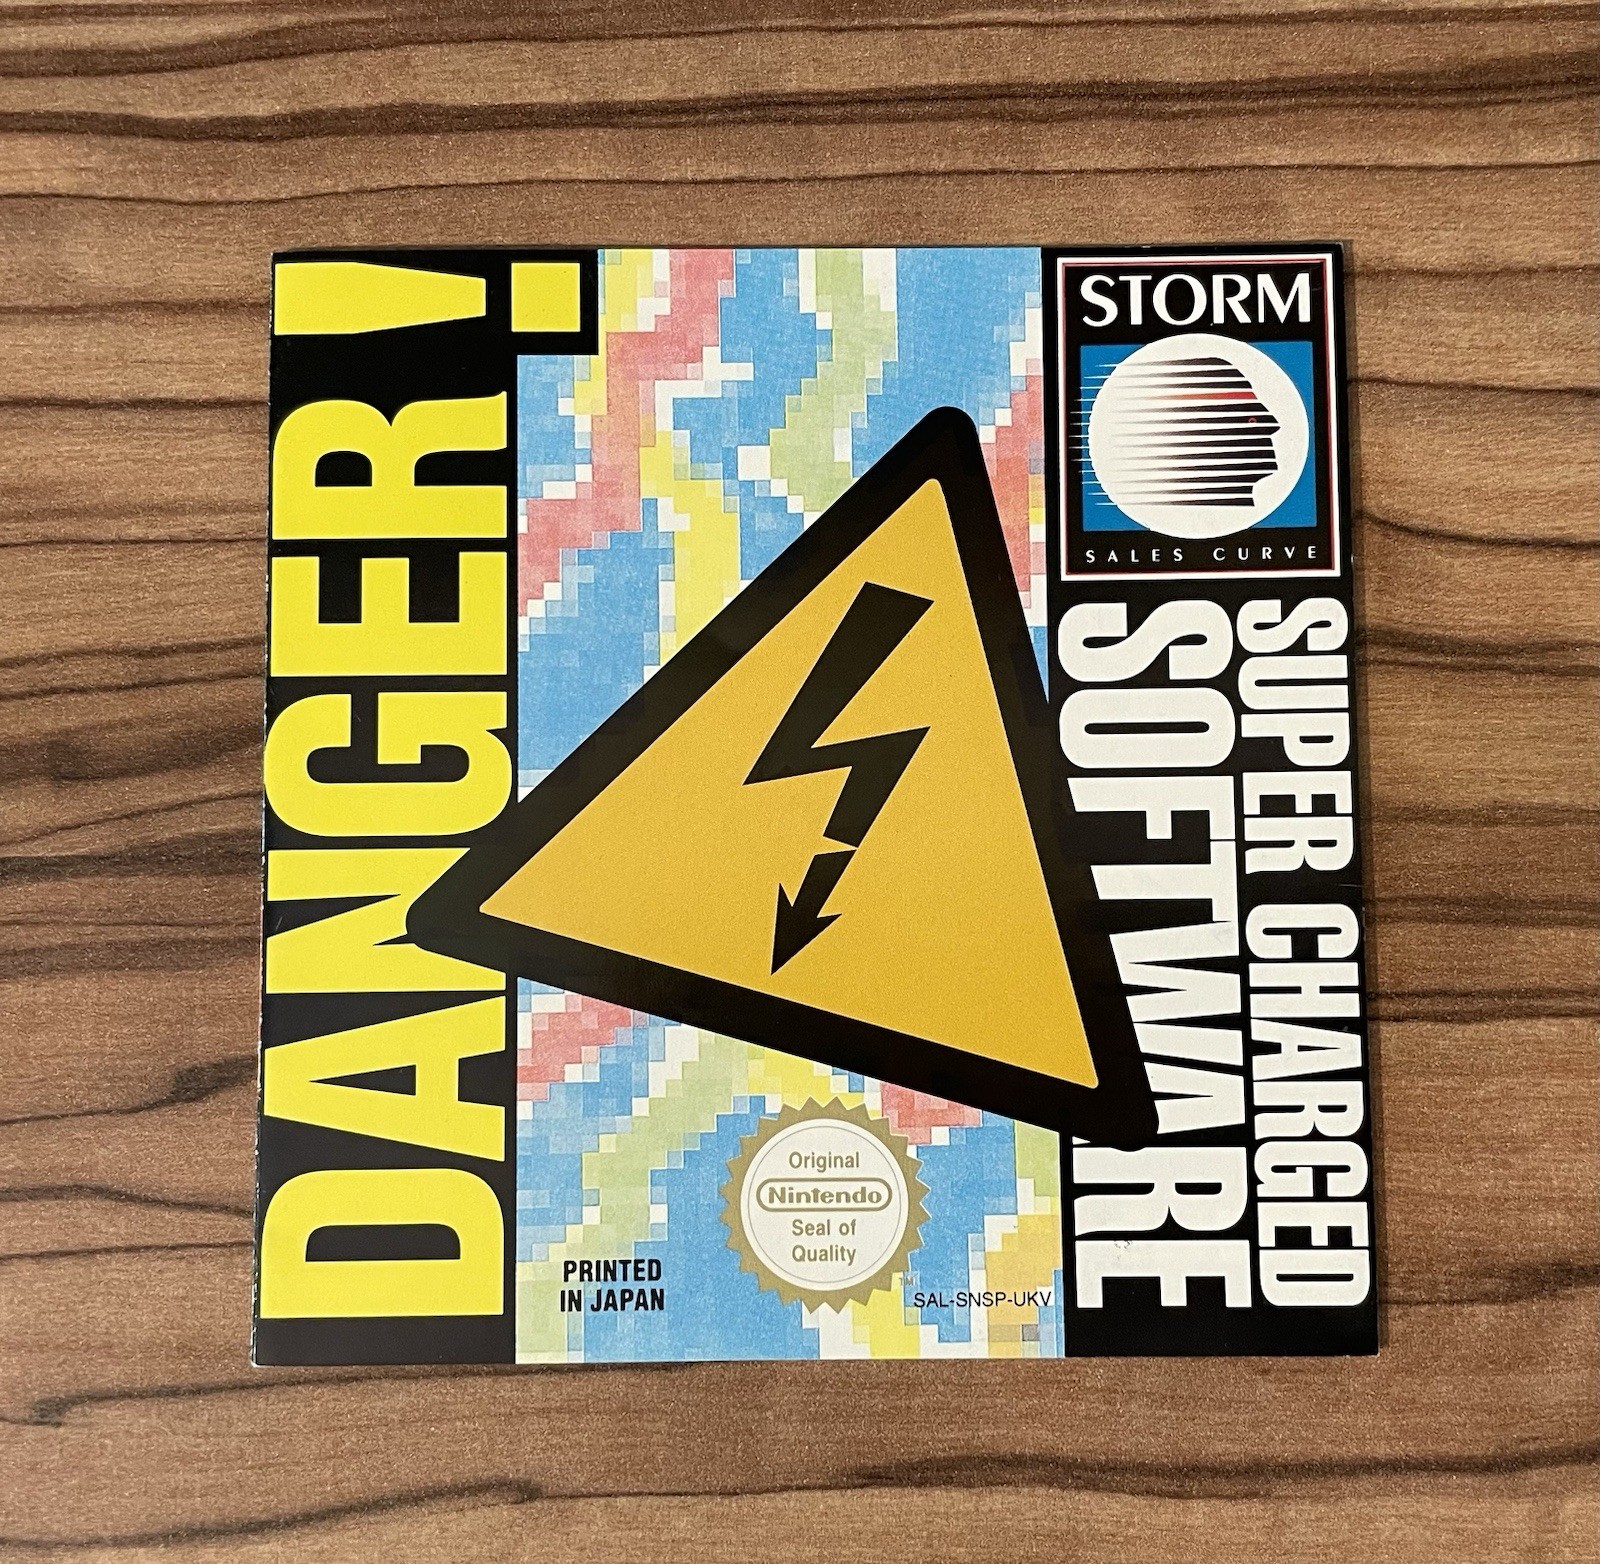 DANGER!
STORM
SALES CURVE
SUPER CHARGED
SOFTWARE
Original
Nintendo
Seal of
Quality
TM
PRINTED
IN JAPAN
SAL-SNSP-UKV